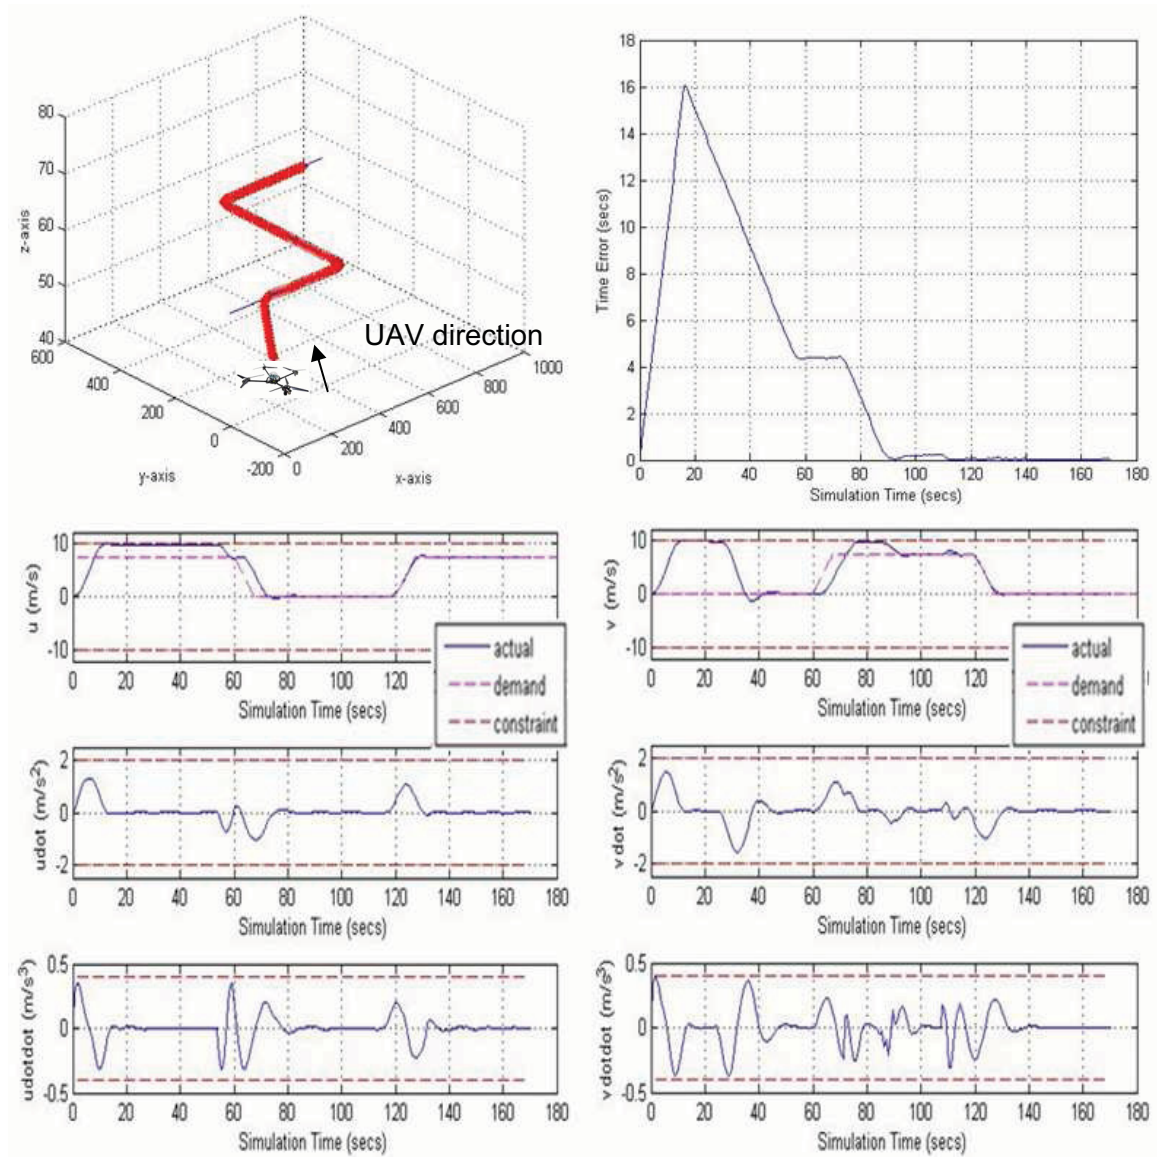 80
70
60
50
40
z-axis
600
400
200
0
-200
y-axis
0
200
400
600
800
1000
x-axis
UAV direction
18
16
14
12
10
8
6
4
2
0
Time Error (secs)
0 20 40 60 80 100 120 140 160 180
Simulation Time (secs)
10
0
-10
u (m/s)
0 20 40 60 80 100 120
Simulation Time (secs)
actual
demand
constraint
10
0
-10
v (m/s)
0 20 40 60 80 100 120
Simulation Time (secs)
actual
demand
constraint
2
0
-2
udot (m/s²)
0 20 40 60 80 100 120 140 160 180
Simulation Time (secs)
2
0
-2
vdot (m/s²)
0 20 40 60 80 100 120 140 160 180
Simulation Time (secs)
0.5
0
-0.5
udotdot (m/s³)
0 20 40 60 80 100 120 140 160 180
Simulation Time (secs)
0.5
0
-0.5
vdotdot (m/s³)
0 20 40 60 80 100 120 140 160 180
Simulation Time (secs)